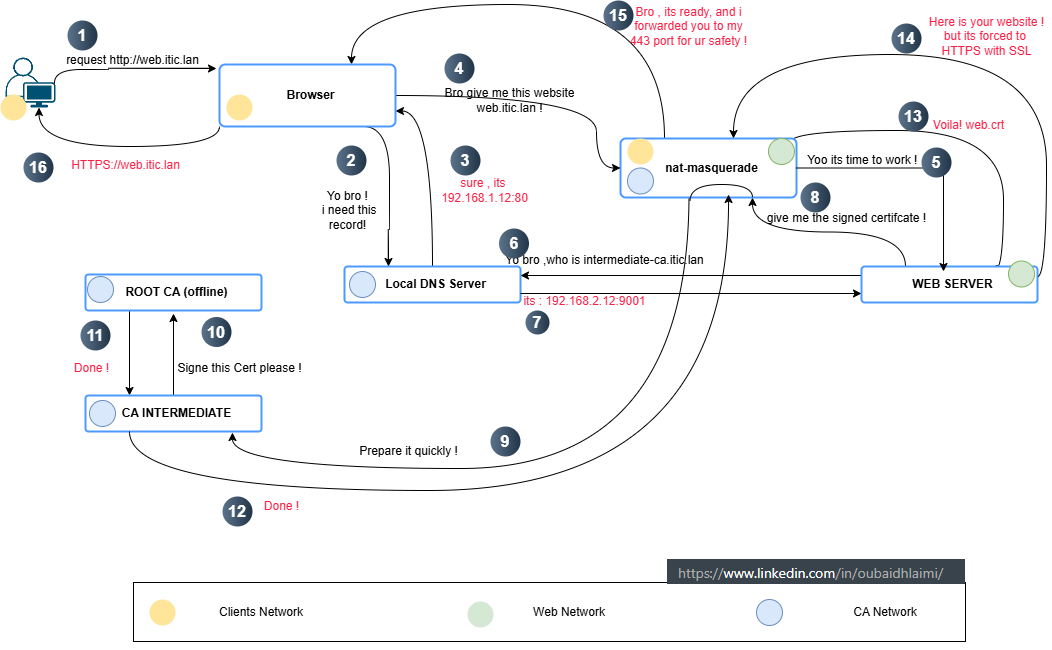 1
request http://web.itic.lan
Browser
2
Yo bro !
i need this
record!
3
sure , its
192.168.1.12:80
4
Bro give me this website
web.itic.lan !
15
Bro , its ready, and i
forwarded you to my
443 port for ur safety !
14
Here is your website !
but its forced to
HTTPS with SSL
13
Voila! web.crt
16
HTTPS://web.itic.lan
nat-masquerade
Yoo its time to work !
5
8
give me the signed certifcate !
6
Yo bro ,who is intermediate-ca.itic.lan
Local DNS Server
WEB SERVER
its : 192.168.2.12:9001
7
ROOT CA (offline)
11
Done !
10
Signe this Cert please !
CA INTERMEDIATE
Prepare it quickly !
9
12
Done !
https://www.linkedin.com/in/oubaidhlaimi/
Clients Network
Web Network
CA Network